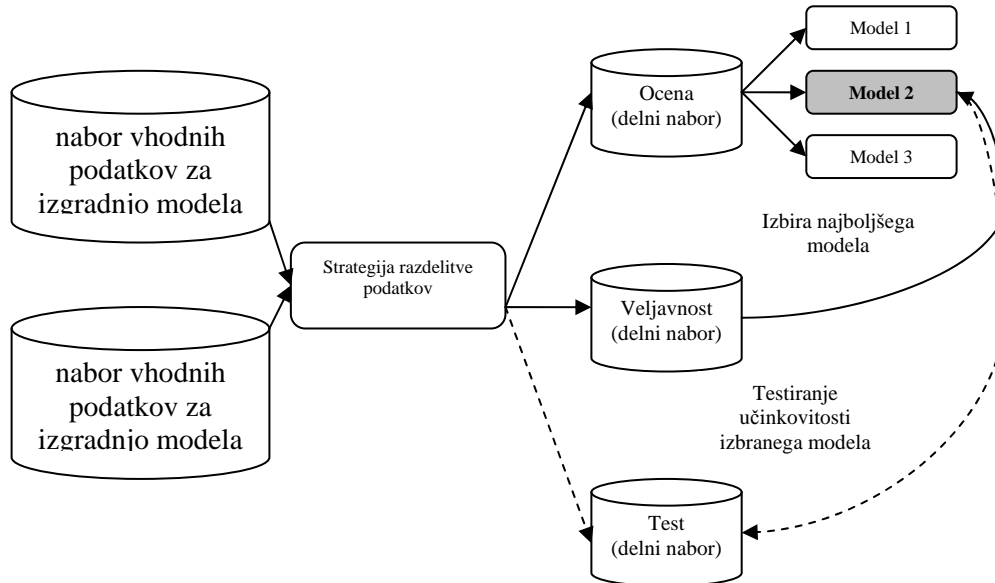 nabor vhodnih
podatkov za
izgradnjo modela
nabor vhodnih
podatkov za
izgradnjo modela
Strategija razdelitve
podatkov
Ocena
(delni nabor)
Model 1
Model 2
Model 3
Izbira najboljšega
modela
Veljavnost
(delni nabor)
Testiranje
učinkovitosti
izbranega modela
Test
(delni nabor)